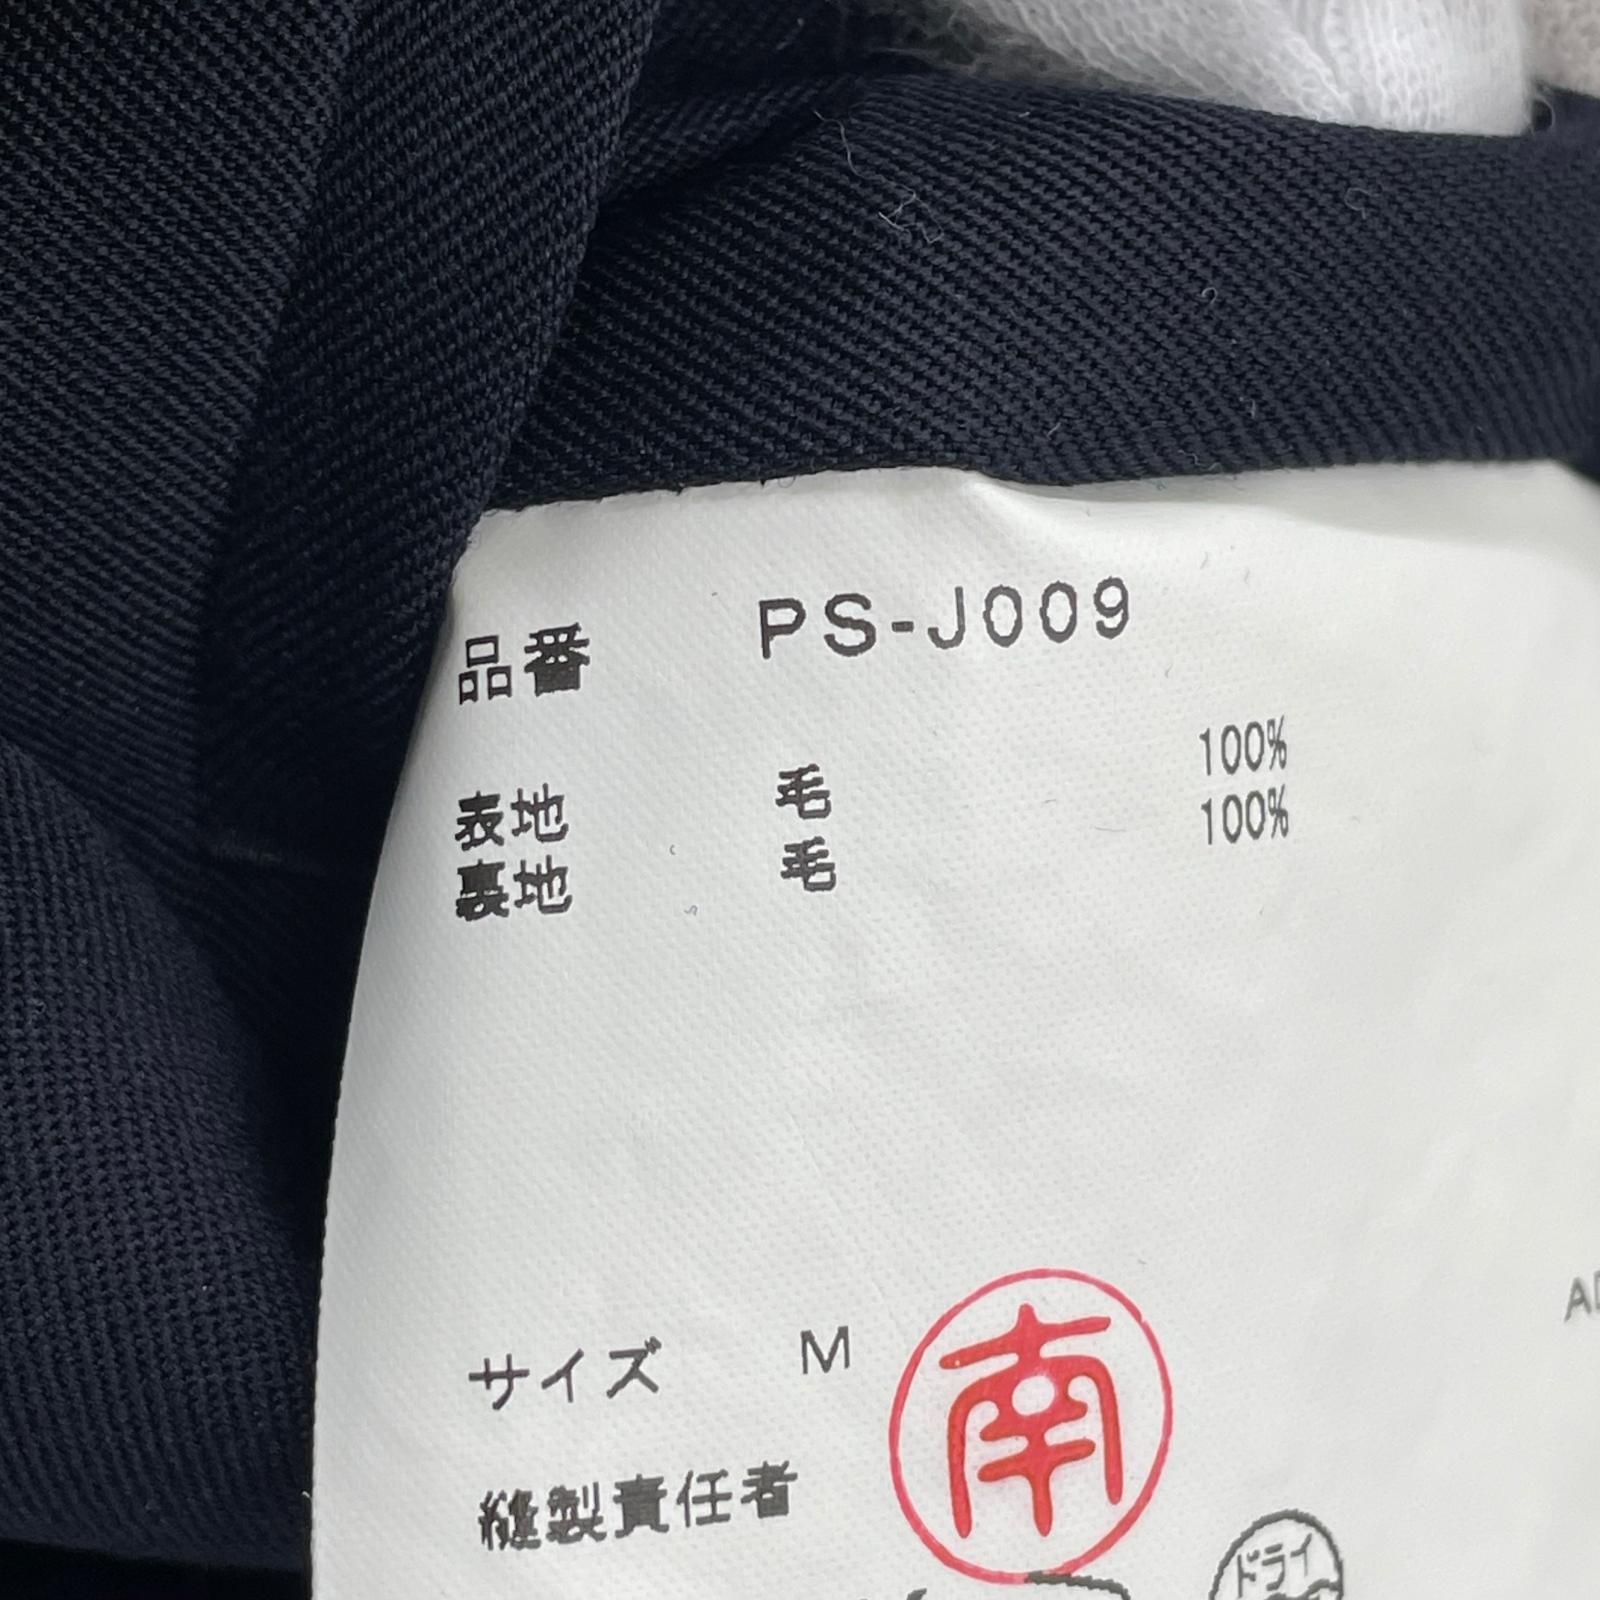 品番 PS-J009
表地 毛 100%
裏地 毛 100%
サイズ M
縫製責任者 南
ドライ